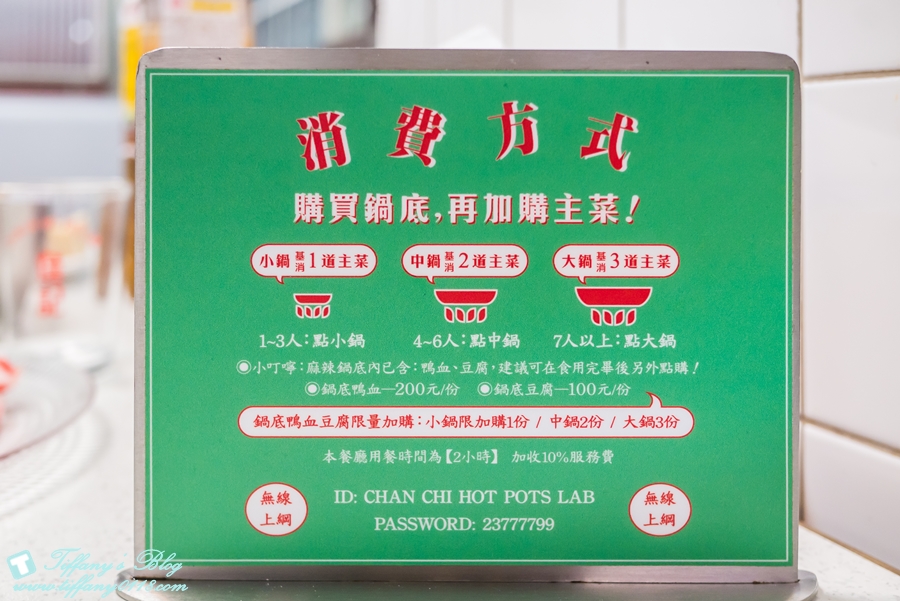 消費方式
購買鍋底,再加購主菜!
小鍋 基消 1道主菜
中鍋 基消 2道主菜
大鍋 基消 3道主菜
1~3人:點小鍋
4~6人:點中鍋
7人以上:點大鍋
◉小叮嚀:麻辣鍋底內已含:鴨血、豆腐,建議可在食用完畢後另外點購!
◉鍋底鴨血—200元/份 ◉鍋底豆腐—100元/份
鍋底鴨血豆腐限量加購:小鍋限加購1份 / 中鍋2份 / 大鍋3份
本餐廳用餐時間為【2小時】 加收10%服務費
無線上網
ID: CHAN CHI HOT POTS LAB
PASSWORD: 23777799
無線上網
T Tiffany's Blog